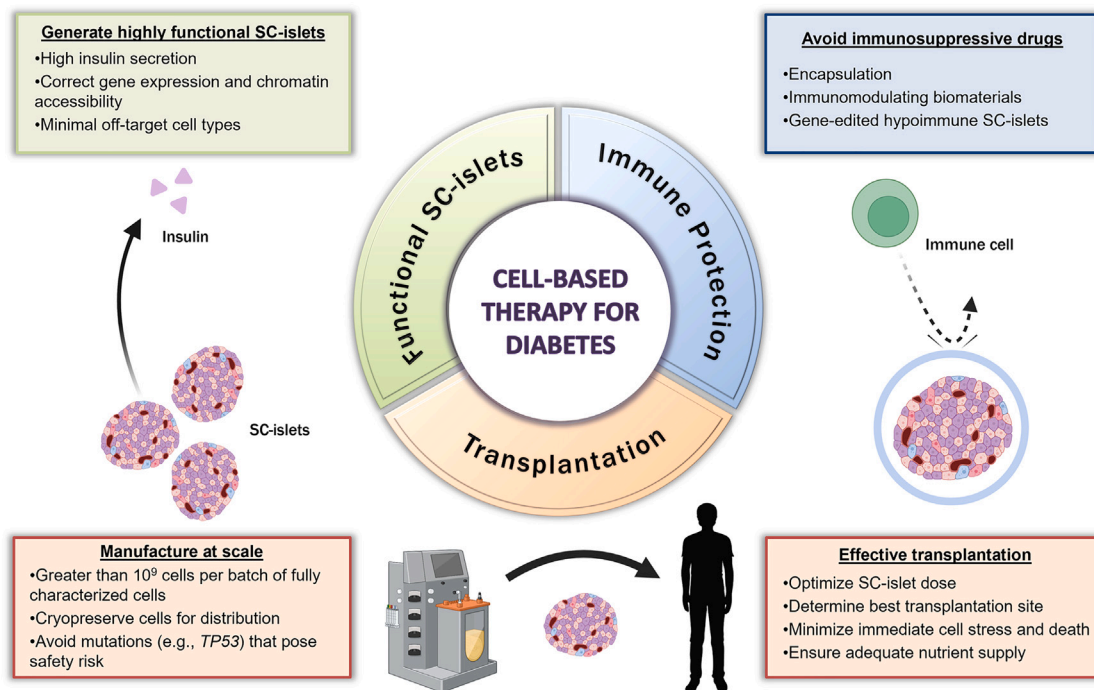 Generate highly functional SC-islets
•High insulin secretion
•Correct gene expression and chromatin
accessibility
•Minimal off-target cell types
Avoid immunosuppressive drugs
•Encapsulation
•Immunomodulating biomaterials
•Gene-edited hypoimmune SC-islets
Functional SC-islets
Immune Protection
Transplantation
CELL-BASED
THERAPY FOR
DIABETES
Insulin
SC-islets
Immune cell
Manufacture at scale
•Greater than 10⁹ cells per batch of fully
characterized cells
•Cryopreserve cells for distribution
•Avoid mutations (e.g., TP53) that pose
safety risk
Effective transplantation
•Optimize SC-islet dose
•Determine best transplantation site
•Minimize immediate cell stress and death
•Ensure adequate nutrient supply